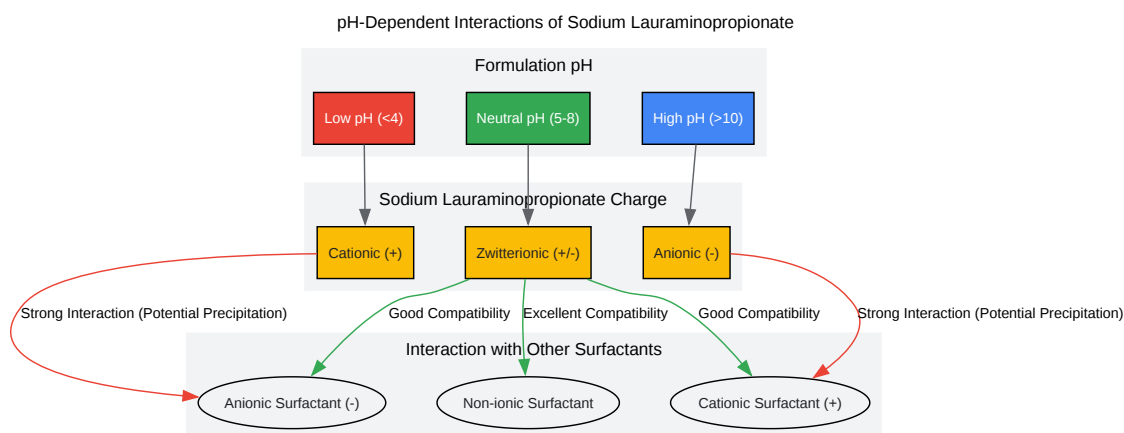 pH-Dependent Interactions of Sodium Lauraminopropionate
Formulation pH
Low pH (<4)
Neutral pH (5-8)
High pH (>10)
Sodium Lauraminopropionate Charge
Cationic (+)
Zwitterionic (+/-)
Anionic (-)
Strong Interaction (Potential Precipitation)
Good Compatibility
Excellent Compatibility
Good Compatibility
Strong Interaction (Potential Precipitation)
Interaction with Other Surfactants
Anionic Surfactant (-)
Non-ionic Surfactant
Cationic Surfactant (+)